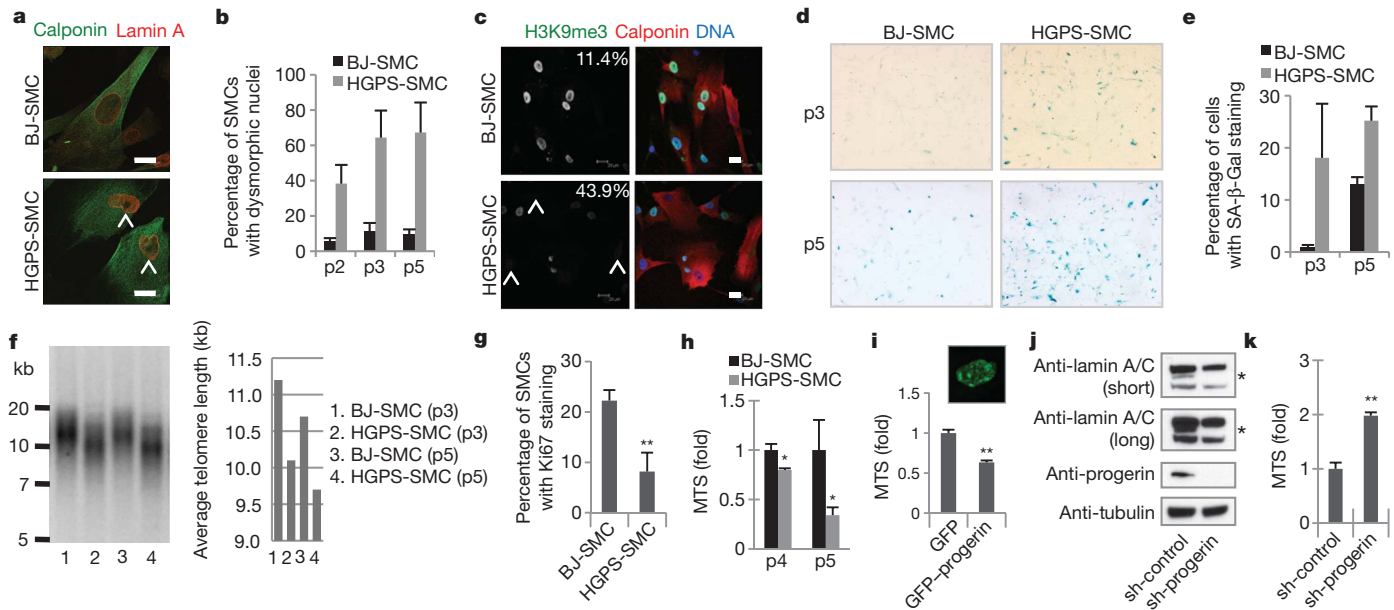 a
Calponin Lamin A
BJ-SMC
HGPS-SMC
b
BJ-SMC
HGPS-SMC
Percentage of SMCs
with dysmorphic nuclei
100
80
60
40
20
0
p2 p3 p5
c
H3K9me3 Calponin DNA
BJ-SMC
11.4%
HGPS-SMC
43.9%
d
BJ-SMC HGPS-SMC
p3
p5
e
BJ-SMC
HGPS-SMC
Percentage of cells
with SA-β-Gal staining
30
20
10
0
p3 p5
f
kb
20
10
7
5
1 2 3 4
Average telomere length (kb)
11.5
11.0
10.5
10.0
9.5
9.0
1 2 3 4
1. BJ-SMC (p3)
2. HGPS-SMC (p3)
3. BJ-SMC (p5)
4. HGPS-SMC (p5)
g
Percentage of SMCs
with Ki67 staining
30
20
10
0
**
BJ-SMC
HGPS-SMC
h
BJ-SMC
HGPS-SMC
MTS (fold)
1.5
1
0.5
0
*
*
p4 p5
i
MTS (fold)
1.5
1
0.5
0
**
GFP
GFP–progerin
j
Anti-lamin A/C
(short)
*
Anti-lamin A/C
(long)
*
Anti-progerin
Anti-tubulin
sh-control
sh-progerin
k
MTS (fold)
3
2
1
0
**
sh-control
sh-progerin